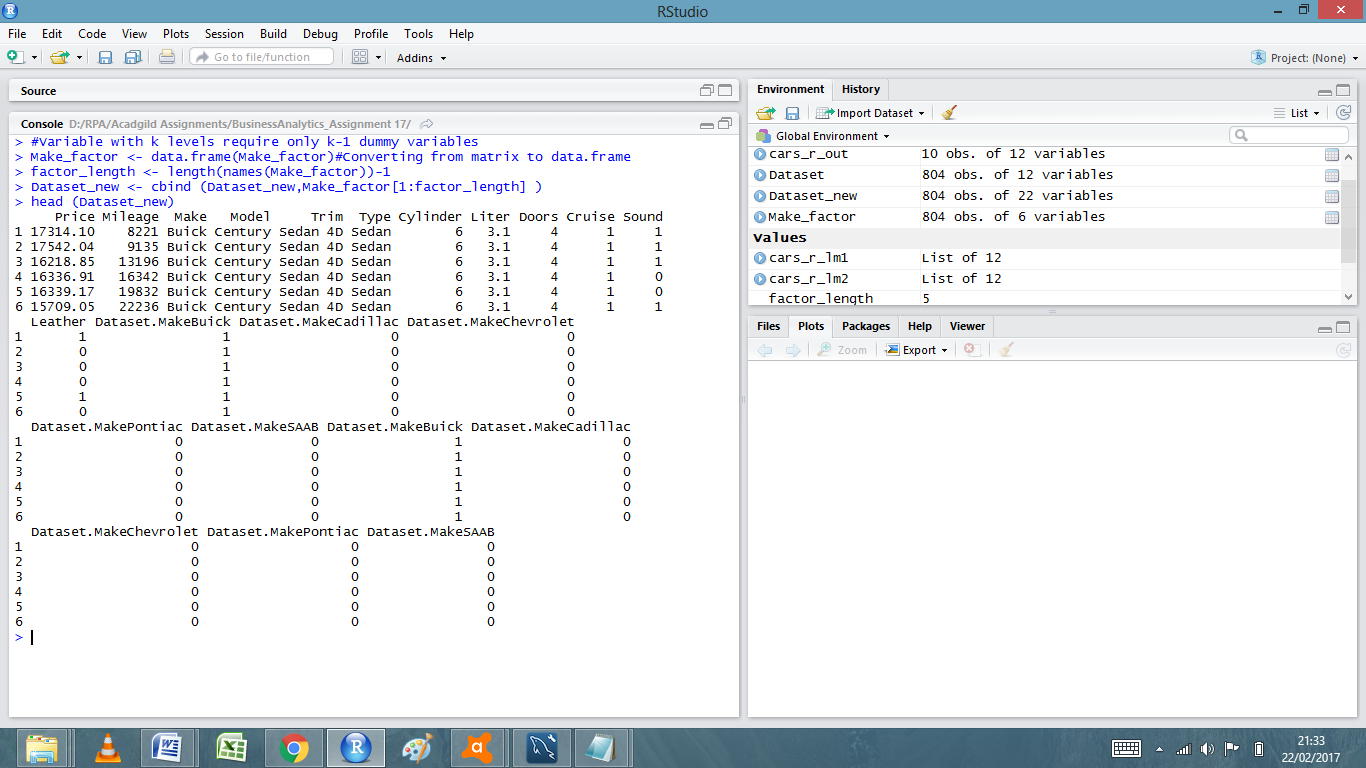 RStudio
File Edit Code View Plots Session Build Debug Profile Tools Help
Go to file/function Addins Project: (None)
Source
Console D:/RPA/Acadgild Assignments/BusinessAnalytics_Assignment 17/
> #Variable with k levels require only k-1 dummy variables
> Make_factor <- data.frame(Make_factor)#Converting from matrix to data.frame
> factor_length <- length(names(Make_factor))-1
> Dataset_new <- cbind (Dataset_new,Make_factor[1:factor_length] )
> head (Dataset_new)
Price Mileage Make Model Trim Type Cylinder Liter Doors Cruise Sound
1 17314.10 8221 Buick Century Sedan 4D Sedan 6 3.1 4 1 1
2 17542.04 9135 Buick Century Sedan 4D Sedan 6 3.1 4 1 1
3 16218.85 13196 Buick Century Sedan 4D Sedan 6 3.1 4 1 1
4 16336.91 16342 Buick Century Sedan 4D Sedan 6 3.1 4 1 0
5 16339.17 19832 Buick Century Sedan 4D Sedan 6 3.1 4 1 0
6 15709.05 22236 Buick Century Sedan 4D Sedan 6 3.1 4 1 1
Leather Dataset.MakeBuick Dataset.MakeCadillac Dataset.MakeChevrolet
1 1 1 0 0
2 0 1 0 0
3 0 1 0 0
4 0 1 0 0
5 1 1 0 0
6 0 1 0 0
Dataset.MakePontiac Dataset.MakeSAAB Dataset.MakeBuick Dataset.MakeCadillac
1 0 0 1 0
2 0 0 1 0
3 0 0 1 0
4 0 0 1 0
5 0 0 1 0
6 0 0 1 0
Dataset.MakeChevrolet Dataset.MakePontiac Dataset.MakeSAAB
1 0 0 0
2 0 0 0
3 0 0 0
4 0 0 0
5 0 0 0
6 0 0 0
>
Environment History
Import Dataset List
Global Environment
cars_r_out 10 obs. of 12 variables
Dataset 804 obs. of 12 variables
Dataset_new 804 obs. of 22 variables
Make_factor 804 obs. of 6 variables
Values
cars_r_lm1 List of 12
cars_r_lm2 List of 12
factor_length 5
Files Plots Packages Help Viewer
Zoom Export
21:33
22/02/2017